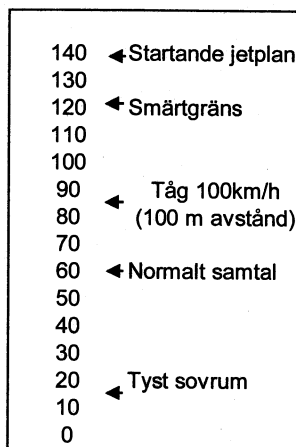 140 Startande jetplan
130
120 Smärtgräns
110
100
90 Tåg 100km/h
80 (100 m avstånd)
70
60 Normalt samtal
50
40
30
20 Tyst sovrum
10
0